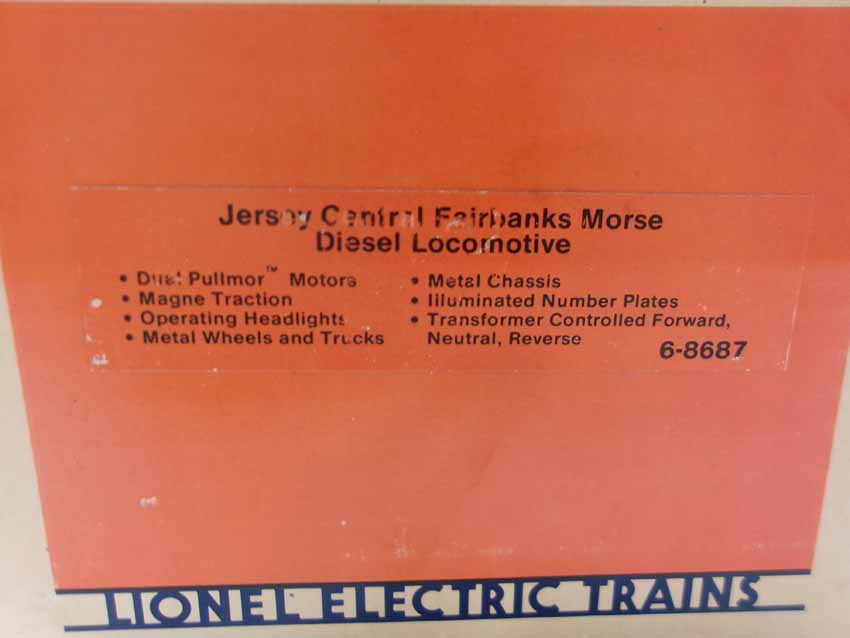 Jersey Central Fairbanks Morse
Diesel Locomotive
• Dual Pullmor™ Motors
• Magne Traction
• Operating Headlights
• Metal Wheels and Trucks
• Metal Chassis
• Illuminated Number Plates
• Transformer Controlled Forward,
Neutral, Reverse
6-8687
LIONEL ELECTRIC TRAINS